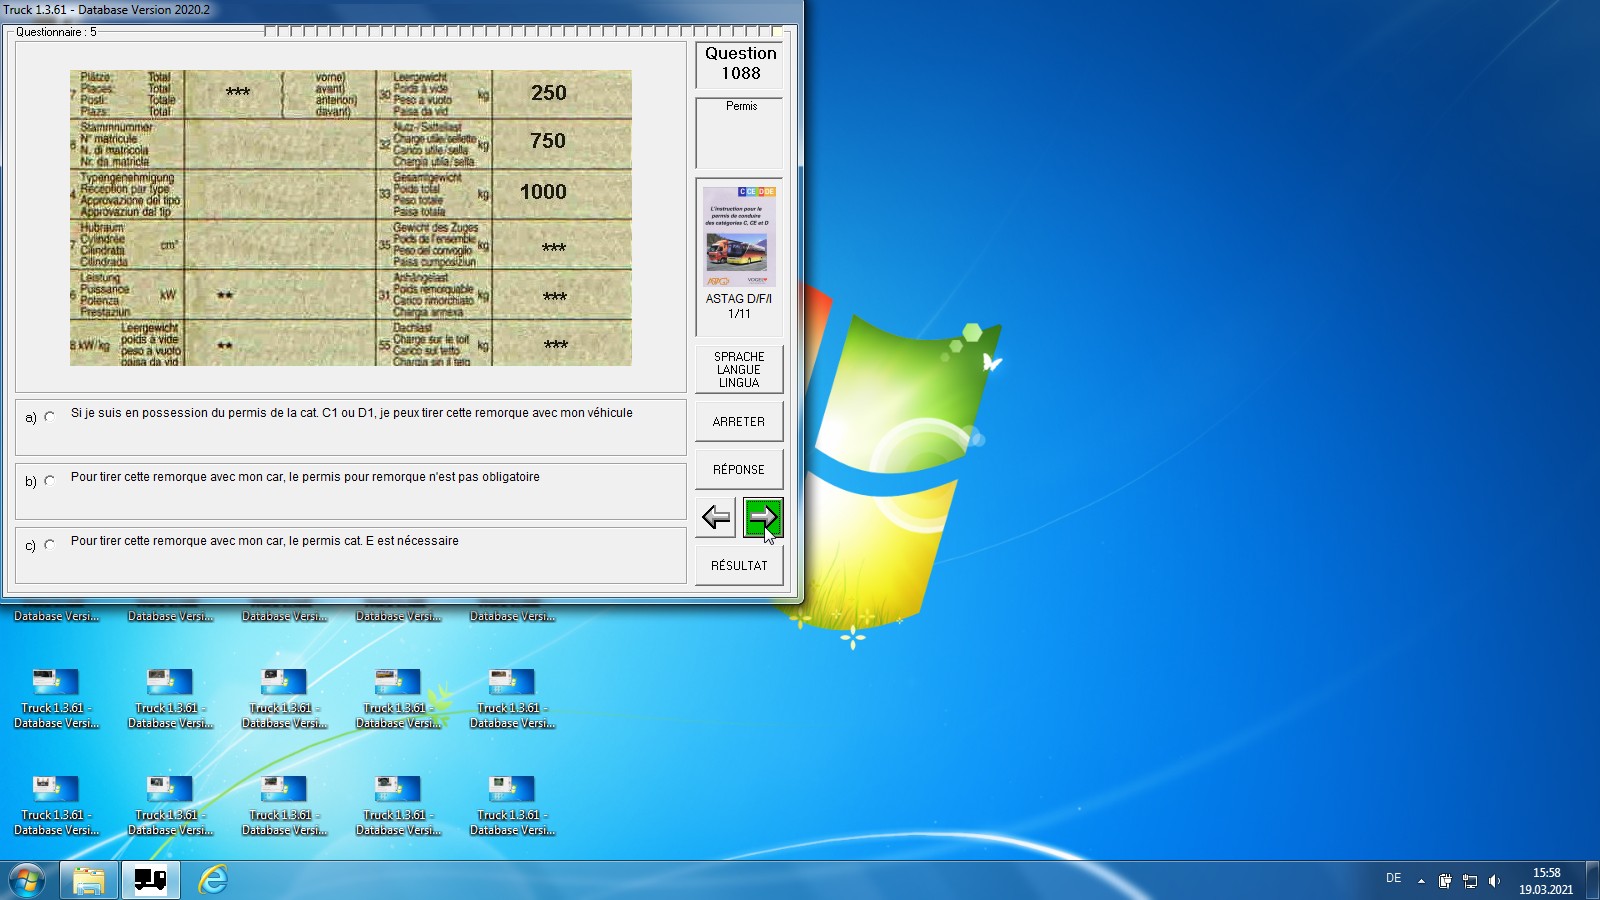 Truck 1.3.61 - Database Version 2020.2
Questionnaire : 5
Plätze: Total
Places: Total
Posti: Totale
Plazs: Total
***
( vorne)
( avant)
( anteriori)
( davant)
30 Leergewicht
Poids à vide
Peso a vuoto
Paisa da vid
kg
250
Stammnummer
N° matricule
N. di matricola
Nr. da matricla
32 Nutz-/Sattellast
Charge utile/sellette
Carico utile/sella
Chargia utila/sella
kg
750
Typengenehmigung
Réception par type
Approvazione del tipo
Approvaziun dal tip
33 Gesamtgewicht
Poids total
Peso totale
Paisa totala
kg
1000
Hubraum
Cylindrée
Cilindrata
Cilindrada
cm³
35 Gewicht des Zuges
Poids de l'ensemble
Peso del convoglio
Paisa cumposiziun
kg
***
Leistung
Puissance
Potenza
Prestaziun
kW
**
31 Anhängelast
Poids remorquable
Carico rimorchiato
Chargia annexa
kg
***
8 kW/kg
Leergewicht
poids à vide
peso a vuoto
paisa da vid
**
55 Dachlast
Charge sur le toit
Carico sul tetto
Chargia sin il tetg
kg
***
a) Si je suis en possession du permis de la cat. C1 ou D1, je peux tirer cette remorque avec mon véhicule
b) Pour tirer cette remorque avec mon car, le permis pour remorque n'est pas obligatoire
c) Pour tirer cette remorque avec mon car, le permis cat. E est nécessaire
Question
1088
Permis
C CE D DE
L'instruction pour le
permis de conduire
des catégories C, CE et D
ASTAG D/F/I
1/11
SPRACHE
LANGUE
LINGUA
ARRETER
RÉPONSE
RÉSULTAT
Database Versi...
Database Versi...
Database Versi...
Database Versi...
Database Versi...
Truck 1.3.61 -
Database Versi...
Truck 1.3.61 -
Database Versi...
Truck 1.3.61 -
Database Versi...
Truck 1.3.61 -
Database Versi...
Truck 1.3.61 -
Database Versi...
Truck 1.3.61 -
Database Versi...
Truck 1.3.61 -
Database Versi...
Truck 1.3.61 -
Database Versi...
Truck 1.3.61 -
Database Versi...
Truck 1.3.61 -
Database Versi...
DE
15:58
19.03.2021